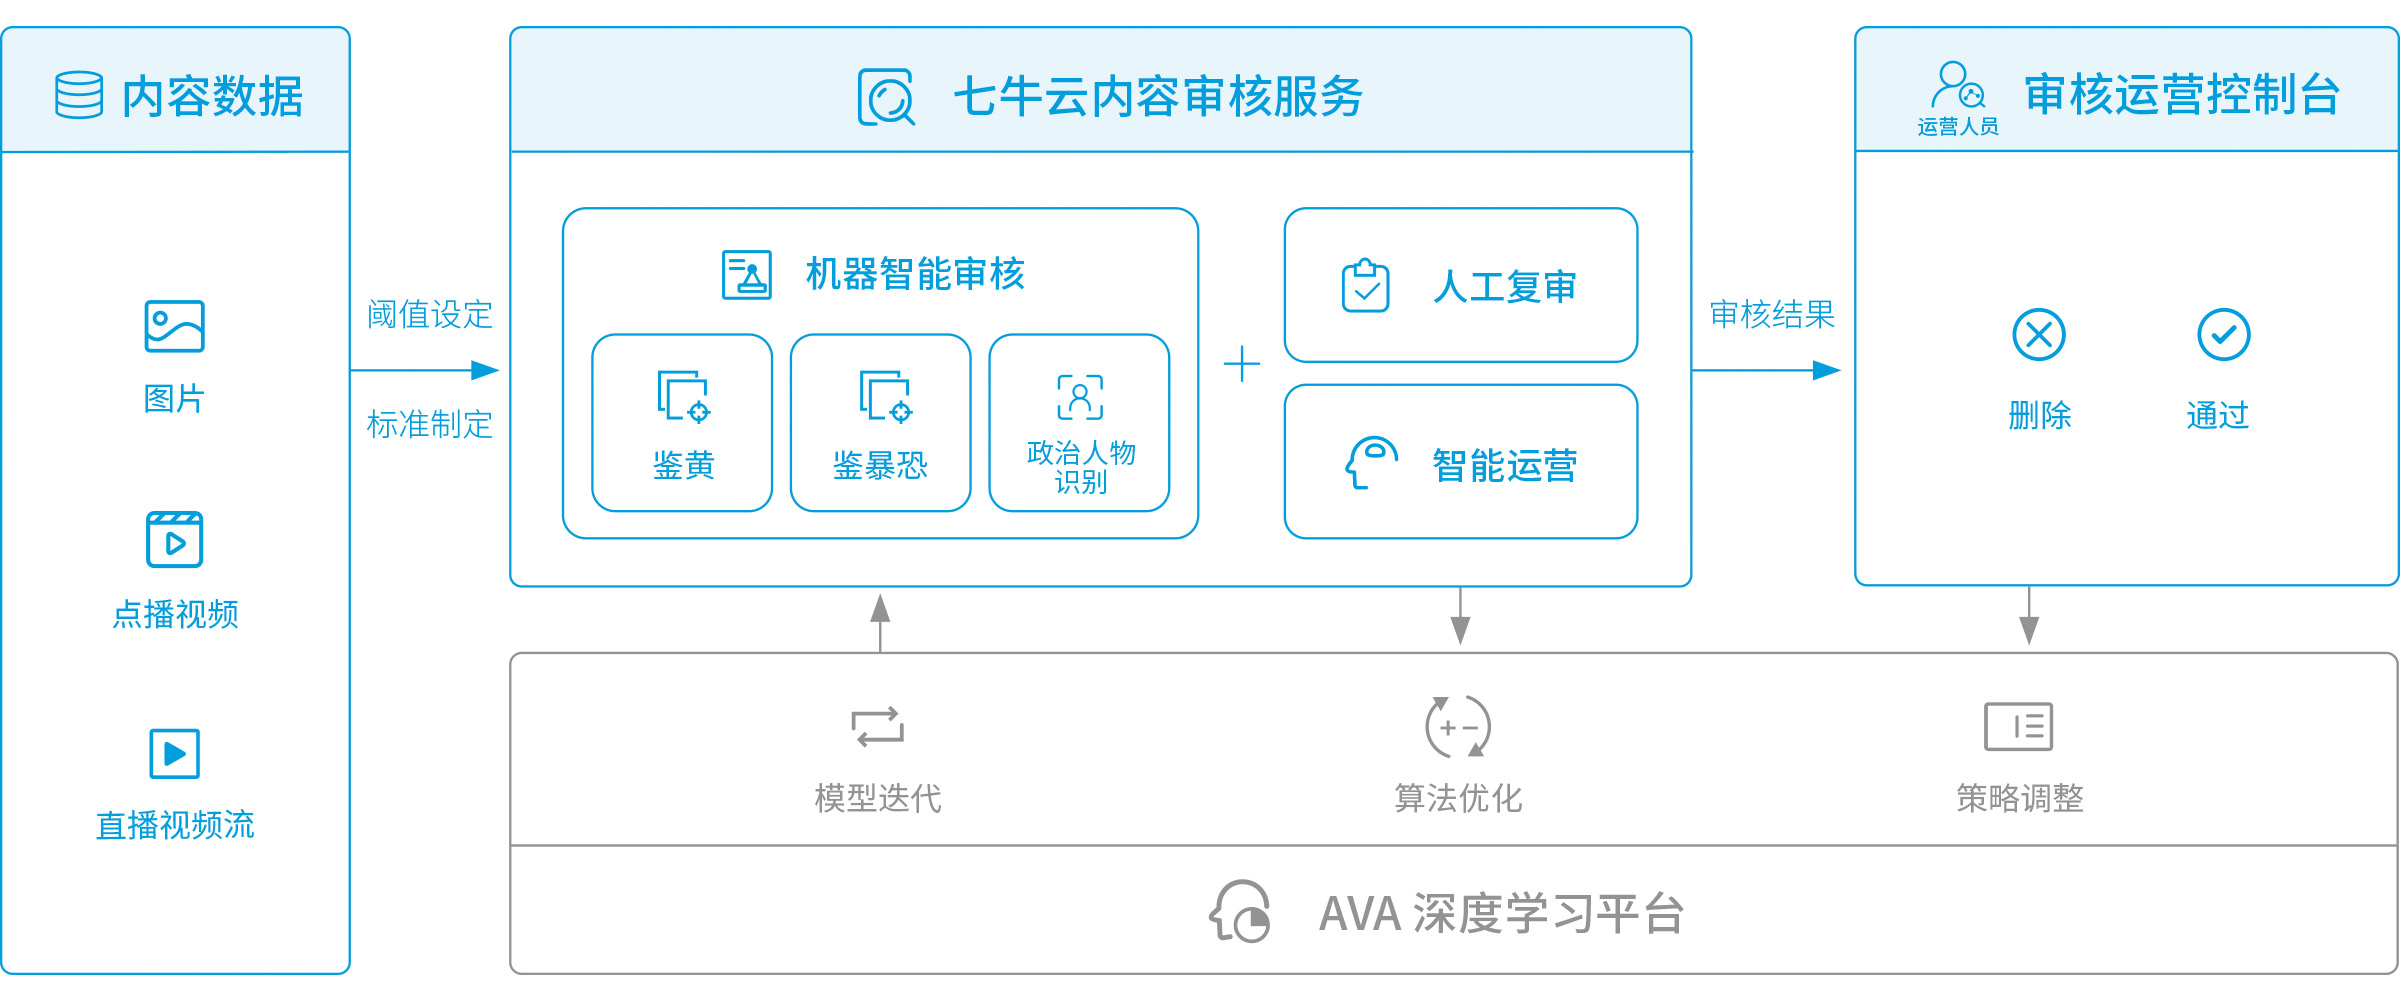 内容数据
图片
点播视频
直播视频流
阈值设定
标准制定
七牛云内容审核服务
机器智能审核
鉴黄
鉴暴恐
政治人物
识别
人工复审
智能运营
审核结果
运营人员
审核运营控制台
删除
通过
模型迭代
算法优化
策略调整
AVA 深度学习平台